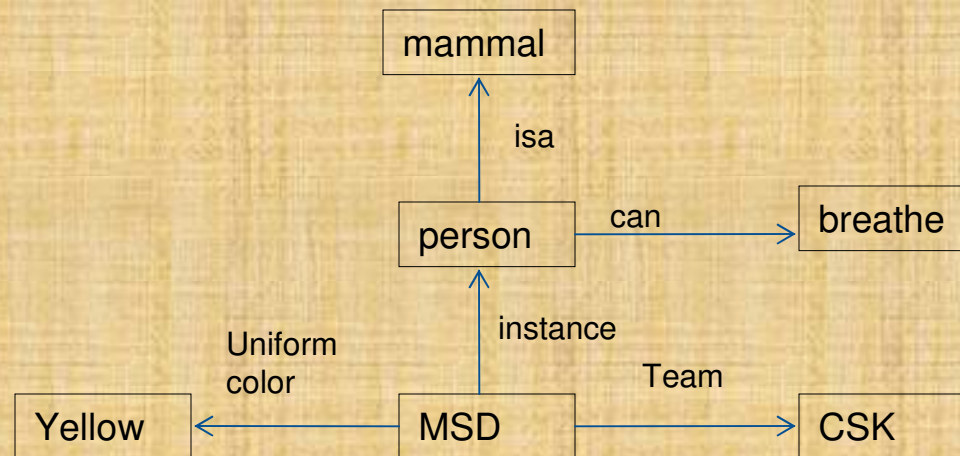 mammal
isa
person
can
breathe
instance
Uniform
color
Team
Yellow
MSD
CSK